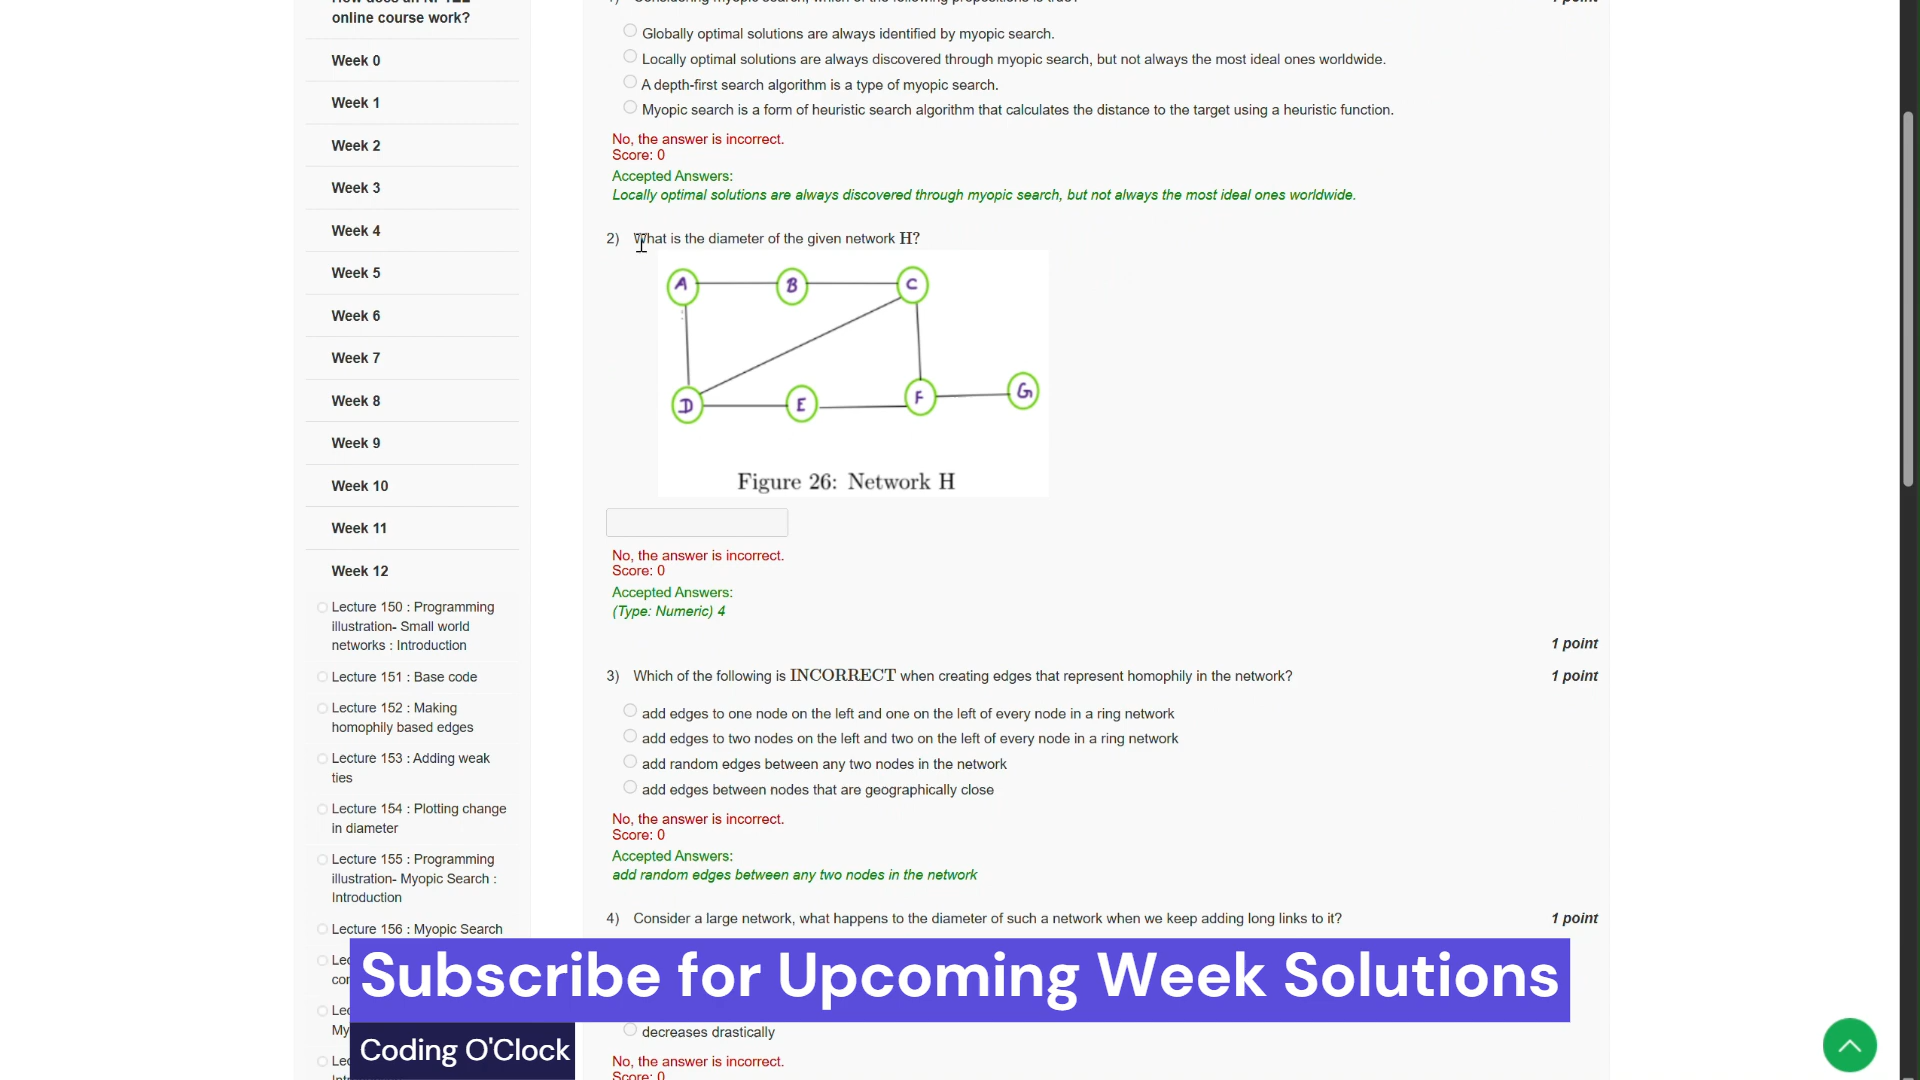 online course work?
Week 0
Week 1
Week 2
Week 3
Week 4
Week 5
Week 6
Week 7
Week 8
Week 9
Week 10
Week 11
Week 12
Lecture 150 : Programming
illustration- Small world
networks : Introduction
Lecture 151 : Base code
Lecture 152 : Making
homophily based edges
Lecture 153 : Adding weak
ties
Lecture 154 : Plotting change
in diameter
Lecture 155 : Programming
illustration- Myopic Search :
Introduction
Lecture 156 : Myopic Search
Globally optimal solutions are always identified by myopic search.
Locally optimal solutions are always discovered through myopic search, but not always the most ideal ones worldwide.
A depth-first search algorithm is a type of myopic search.
Myopic search is a form of heuristic search algorithm that calculates the distance to the target using a heuristic function.
No, the answer is incorrect.
Score: 0
Accepted Answers:
Locally optimal solutions are always discovered through myopic search, but not always the most ideal ones worldwide.
2) What is the diameter of the given network H?
A B C
D E F G
Figure 26: Network H
No, the answer is incorrect.
Score: 0
Accepted Answers:
(Type: Numeric) 4
1 point
3) Which of the following is INCORRECT when creating edges that represent homophily in the network? 1 point
add edges to one node on the left and one on the left of every node in a ring network
add edges to two nodes on the left and two on the left of every node in a ring network
add random edges between any two nodes in the network
add edges between nodes that are geographically close
No, the answer is incorrect.
Score: 0
Accepted Answers:
add random edges between any two nodes in the network
4) Consider a large network, what happens to the diameter of such a network when we keep adding long links to it? 1 point
Subscribe for Upcoming Week Solutions
Coding O'Clock
decreases drastically
No, the answer is incorrect.
Score: 0